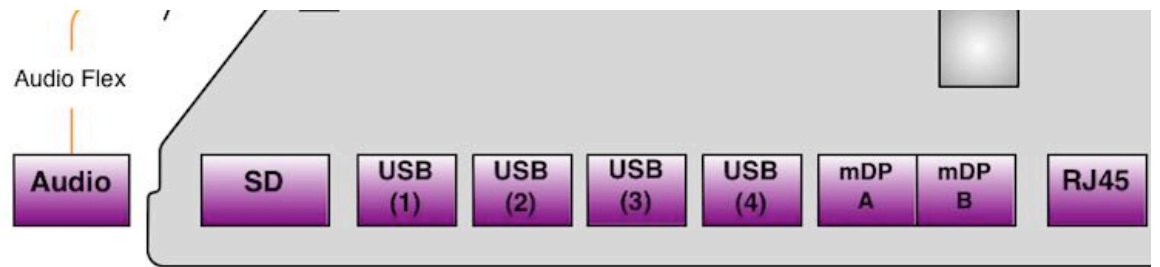 Audio Flex
Audio
SD
USB
(1)
USB
(2)
USB
(3)
USB
(4)
mDP
A
mDP
B
RJ45